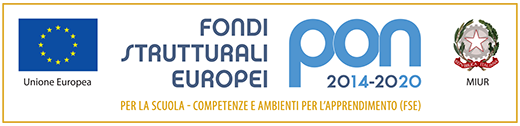 FONDI
STRUTTURALI
EUROPEI
pon
2014-2020
Unione Europea
MIUR
PER LA SCUOLA - COMPETENZE E AMBIENTI PER L'APPRENDIMENTO (FSE)